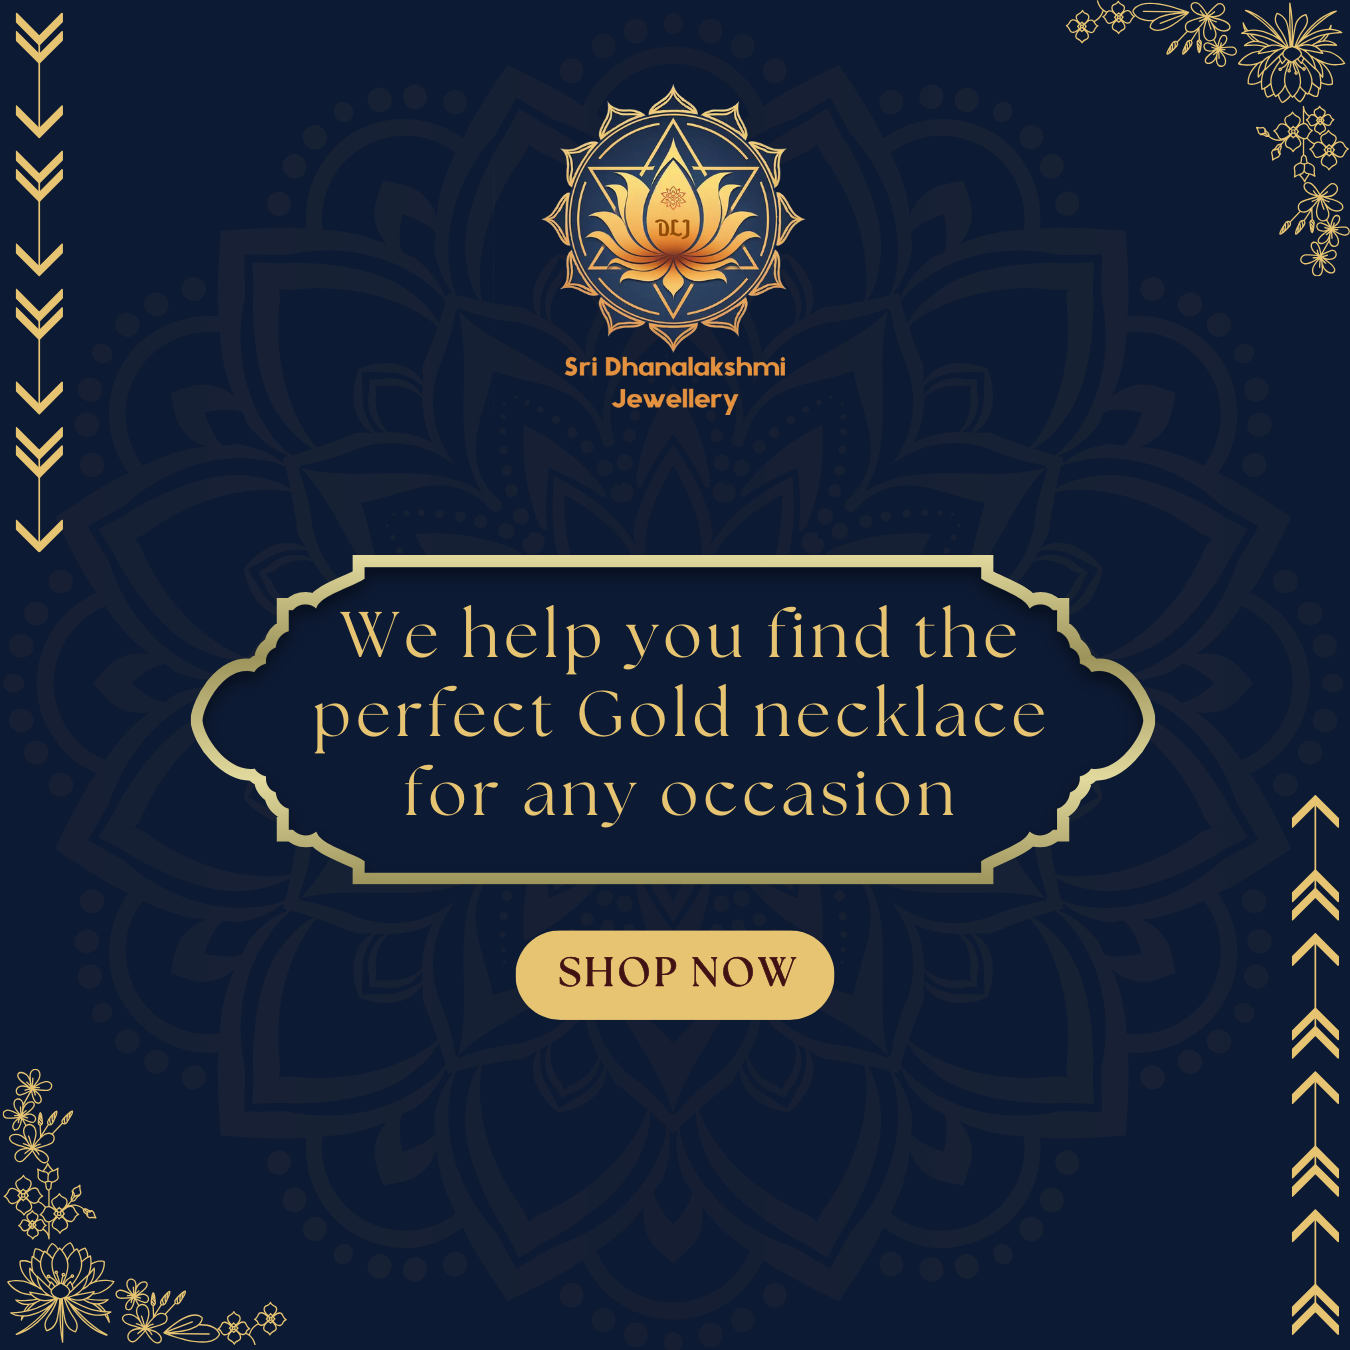 DLJ
Sri Dhanalakshmi
Jewellery
We help you find the
perfect Gold necklace
for any occasion
SHOP NOW